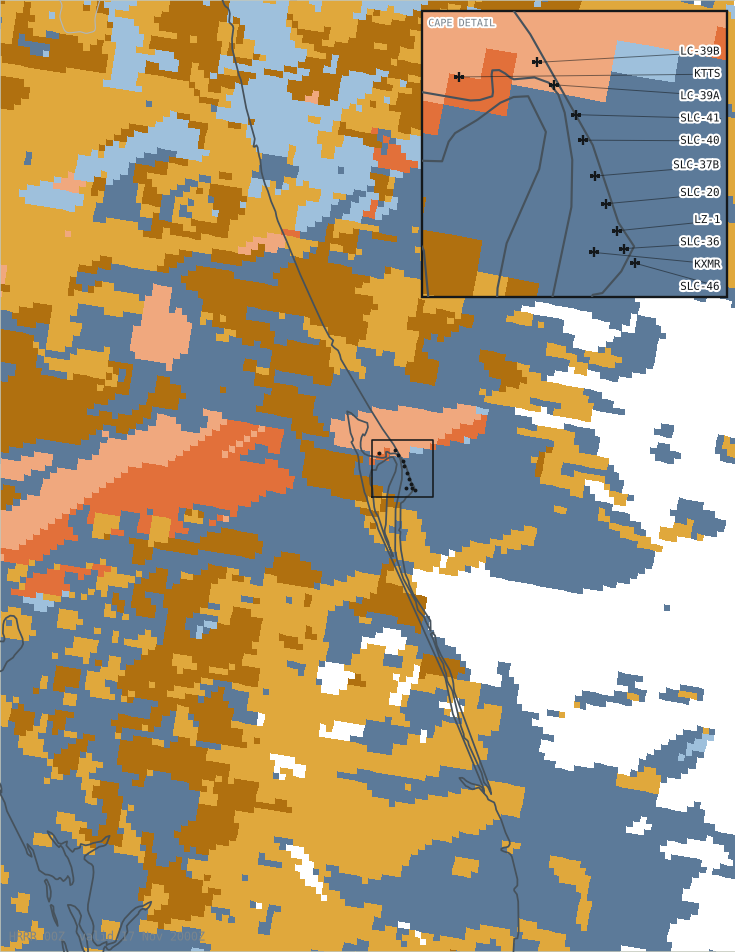 CAPE DETAIL
LC-39B
KTTS
LC-39A
SLC-41
SLC-40
SLC-37B
SLC-20
LZ-1
SLC-36
KXMR
SLC-46